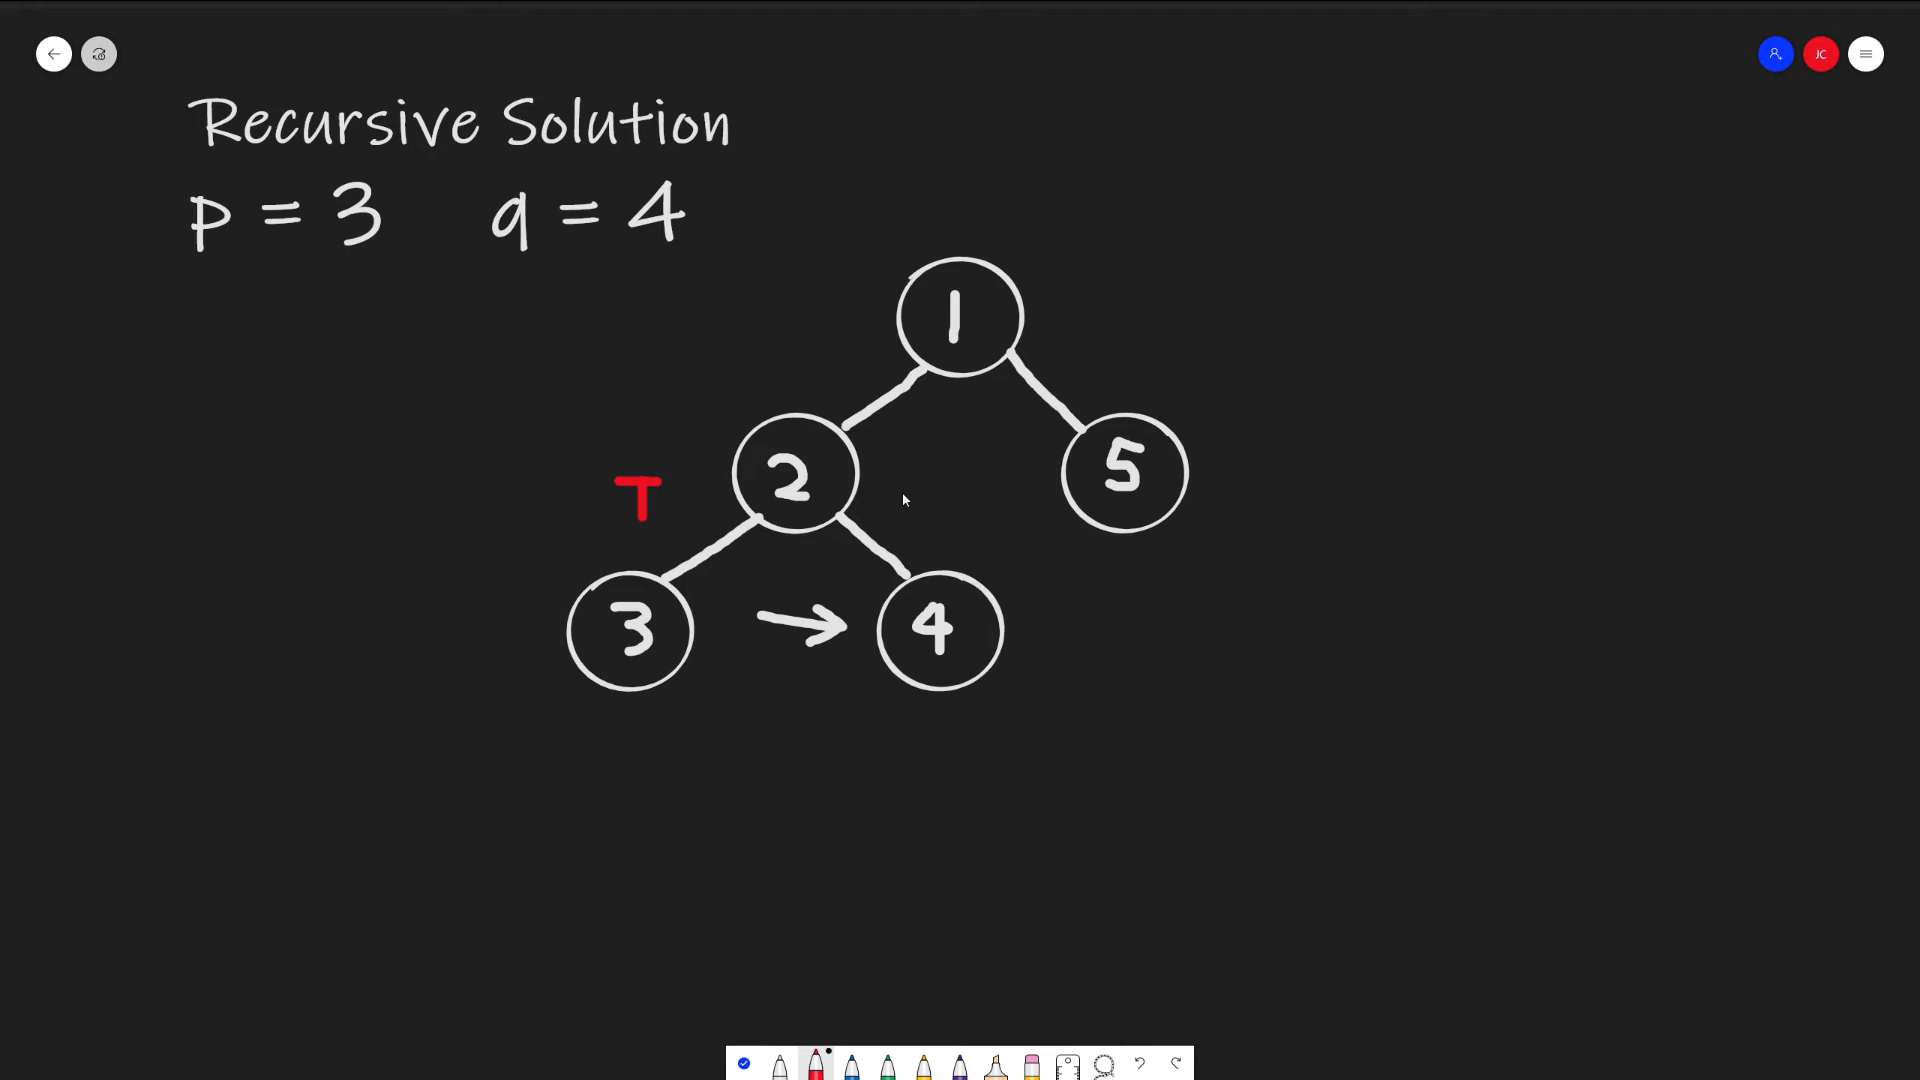 JC
Recursive Solution
p = 3 q = 4
1
2 5
T
3 → 4